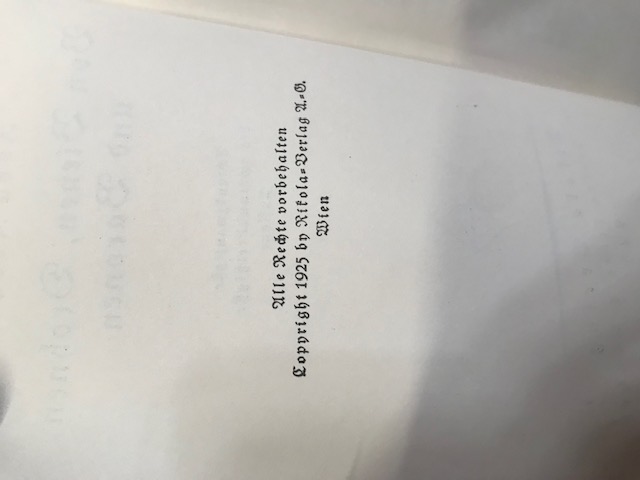 Alle Rechte vorbehalten
Copyright 1925 by Rikola=Verlag A.=G.
Wien